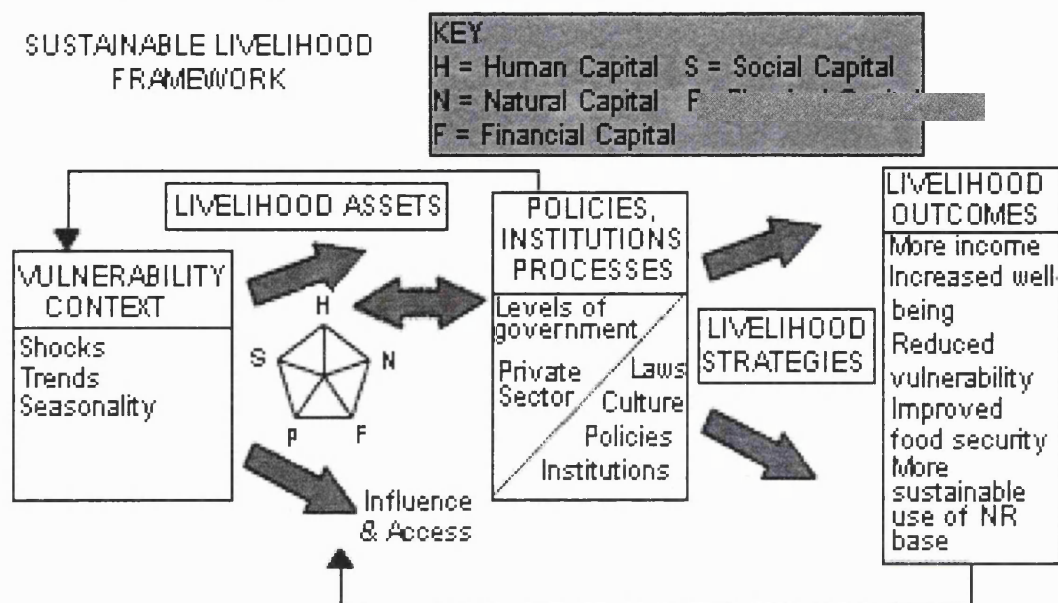 SUSTAINABLE LIVELIHOOD
FRAMEWORK
KEY
H = Human Capital S = Social Capital
N = Natural Capital
F = Financial Capital
LIVELIHOOD ASSETS
VULNERABILITY
CONTEXT
Shocks
Trends
Seasonality
H
S
N
P
F
Influence
& Access
POLICIES,
INSTITUTIONS
PROCESSES
Levels of
government
Private
Sector
Laws
Culture
Policies
Institutions
LIVELIHOOD
STRATEGIES
LIVELIHOOD
OUTCOMES
More income
Increased well-
being
Reduced
vulnerability
Improved
food security
More
sustainable
use of NR
base